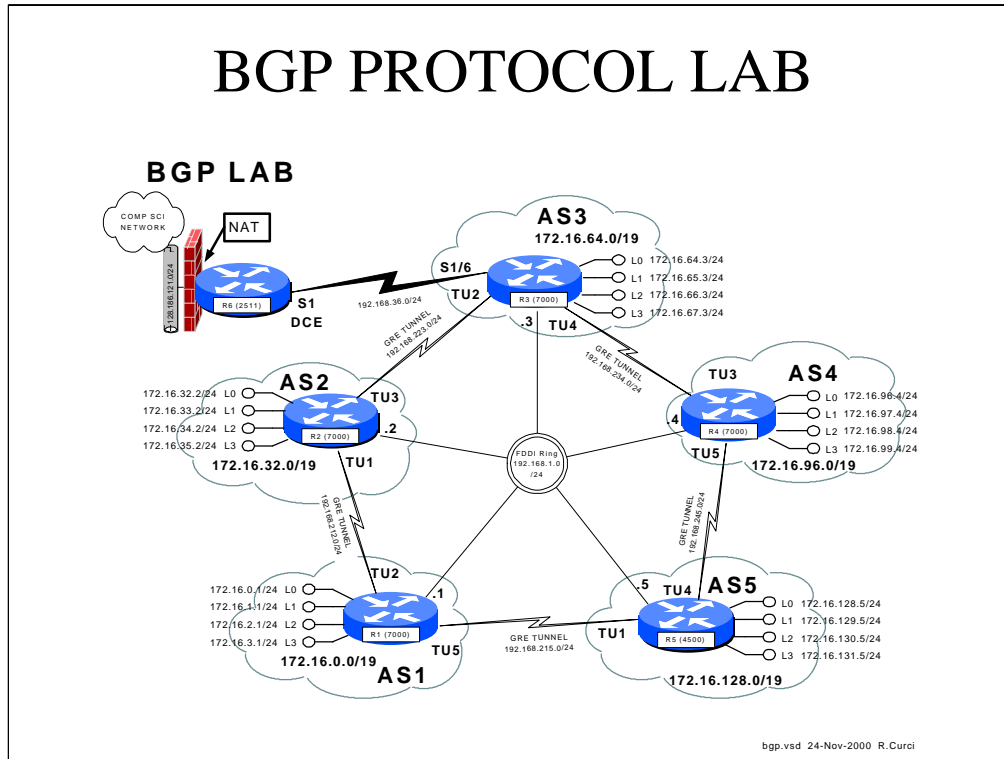 BGP PROTOCOL LAB
BGP LAB
COMP SCI
NETWORK
NAT
128.186.121.0/24
R6 (2511)
S1
DCE
192.168.36.0/24
AS3
172.16.64.0/19
S1/6
TU2
R3 (7000)
.3
TU4
L0 172.16.64.3/24
L1 172.16.65.3/24
L2 172.16.66.3/24
L3 172.16.67.3/24
GRE TUNNEL
192.168.223.0/24
GRE TUNNEL
192.168.234.0/24
AS2
172.16.32.2/24 L0
172.16.33.2/24 L1
172.16.34.2/24 L2
172.16.35.2/24 L3
TU3
R2 (7000)
.2
TU1
172.16.32.0/19
FDDI Ring
192.168.1.0
/24
TU3
AS4
.4
R4 (7000)
TU5
L0 172.16.96.4/24
L1 172.16.97.4/24
L2 172.16.98.4/24
L3 172.16.99.4/24
172.16.96.0/19
GRE TUNNEL
192.168.212.0/24
GRE TUNNEL
192.168.245.0/24
TU2
.1
172.16.0.1/24 L0
172.16.1.1/24 L1
172.16.2.1/24 L2
172.16.3.1/24 L3
R1 (7000)
TU5
172.16.0.0/19
AS1
GRE TUNNEL
192.168.215.0/24
.5
TU4
AS5
TU1
R5 (4500)
L0 172.16.128.5/24
L1 172.16.129.5/24
L2 172.16.130.5/24
L3 172.16.131.5/24
172.16.128.0/19
bgp.vsd 24-Nov-2000 R.Curci